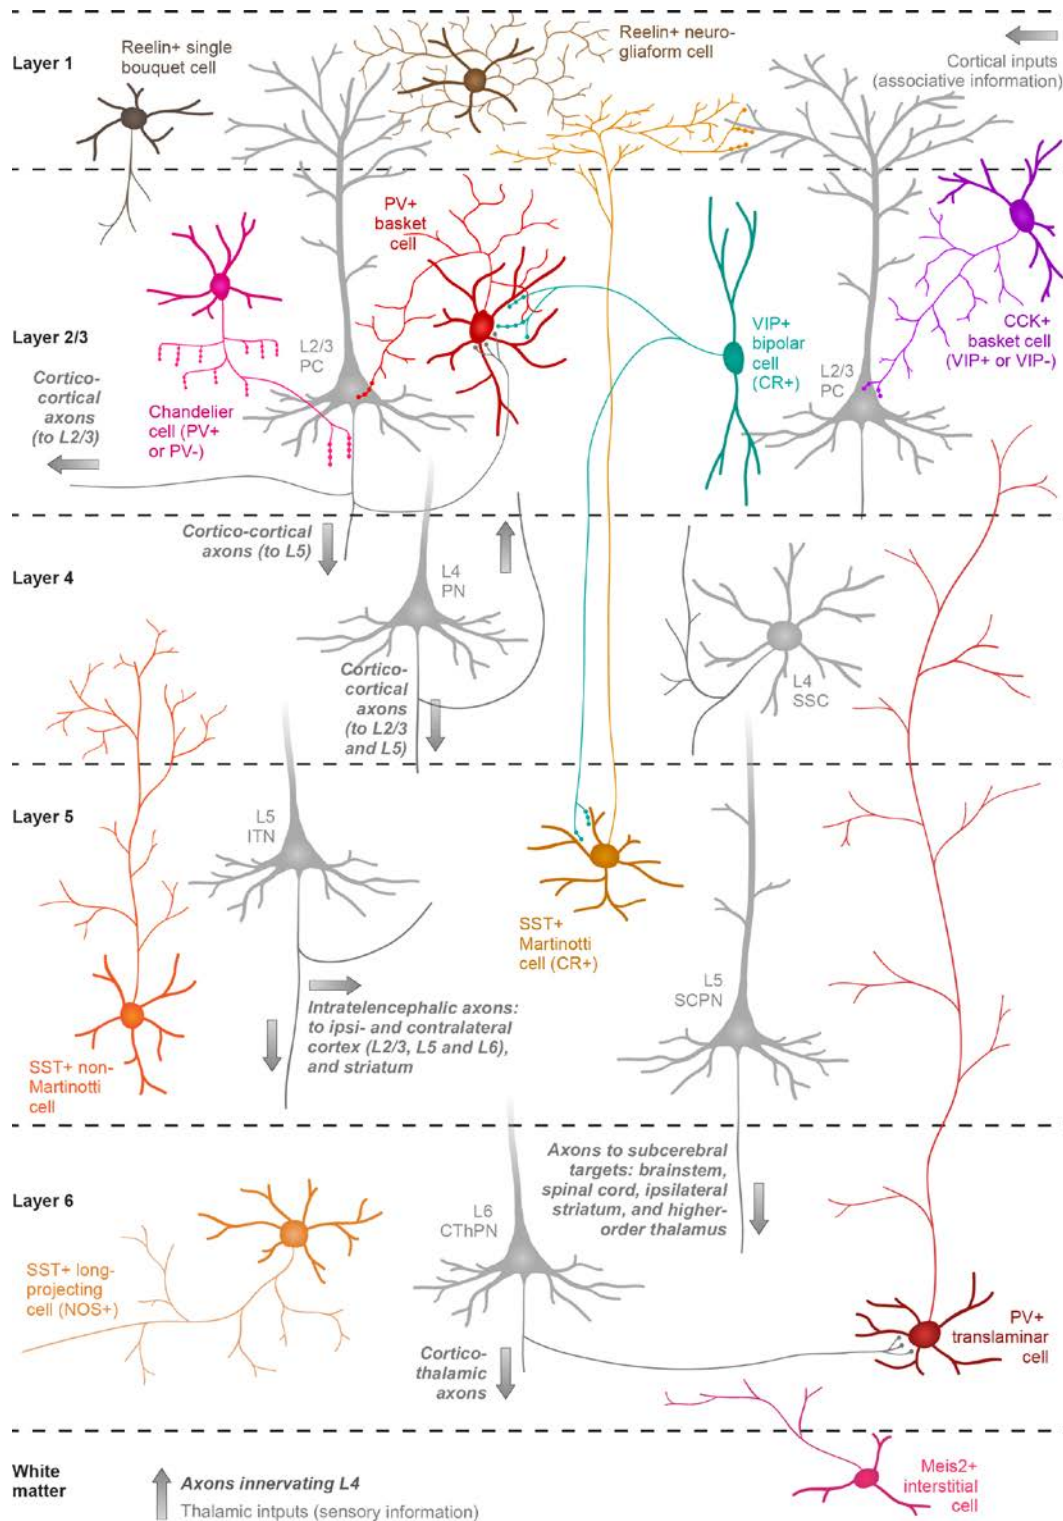 Layer 1
Reelin+ single
bouquet cell
Reelin+ neuro-
gliaform cell
Cortical inputs
(associative information)
Layer 2/3
PV+
basket
cell
L2/3
PC
VIP+
bipolar
cell
(CR+)
L2/3
PC
CCK+
basket cell
(VIP+ or VIP-)
Cortico-
cortical
axons
(to L2/3)
Chandelier
cell (PV+
or PV-)
Cortico-cortical
axons (to L5)
Layer 4
L4
PN
L4
SSC
Cortico-
cortical
axons
(to L2/3
and L5)
Layer 5
L5
ITN
SST+
Martinotti
cell (CR+)
L5
SCPN
Intratelencephalic axons:
to ipsi- and contralateral
cortex (L2/3, L5 and L6),
and striatum
SST+ non-
Martinotti
cell
Axons to subcerebral
targets: brainstem,
spinal cord, ipsilateral
striatum, and higher-
order thalamus
Layer 6
L6
CThPN
SST+ long-
projecting
cell (NOS+)
PV+
translaminar
cell
Cortico-
thalamic
axons
White
matter
Axons innervating L4
Thalamic intputs (sensory information)
Meis2+
interstitial
cell